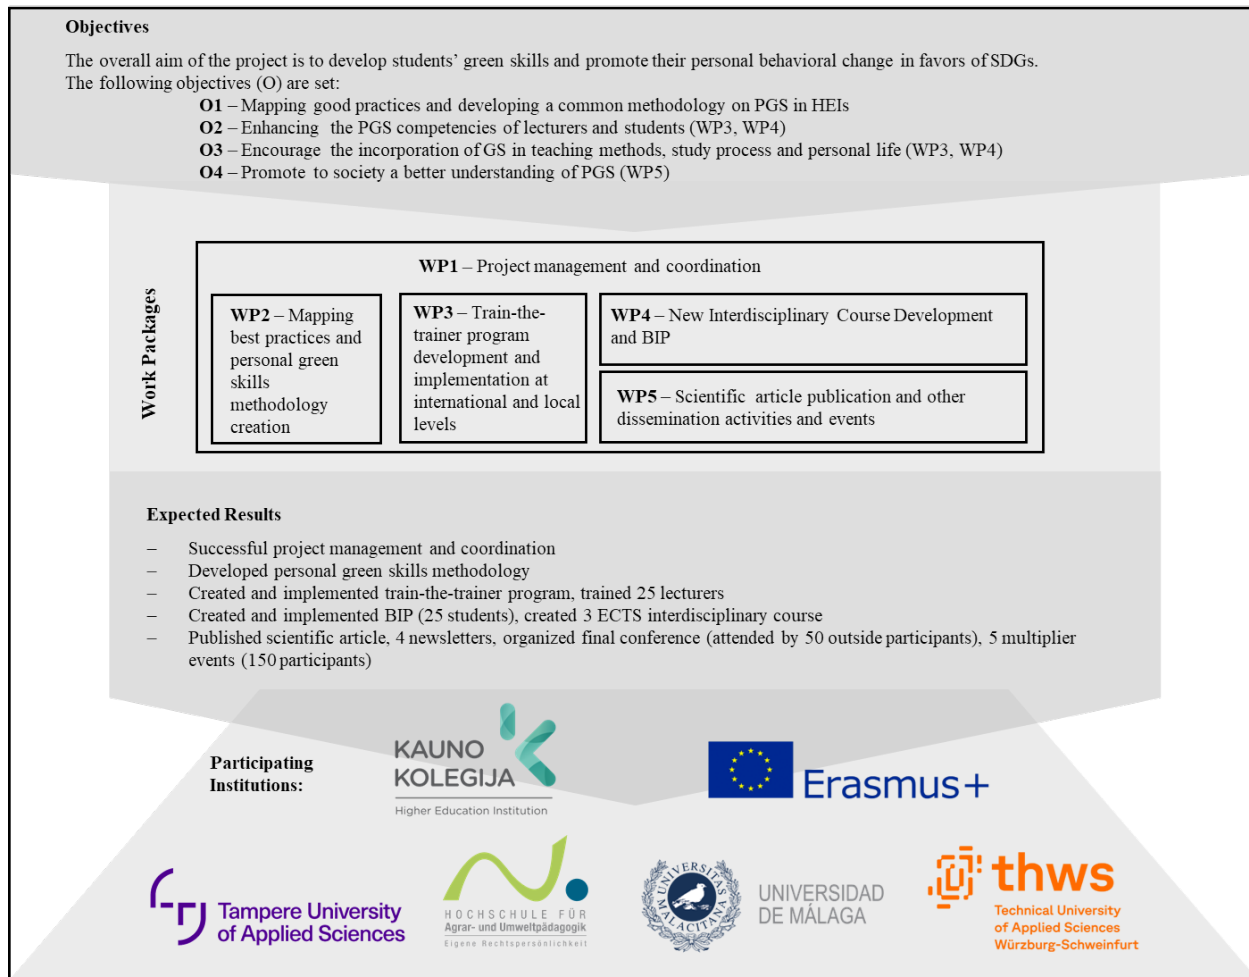 Objectives
The overall aim of the project is to develop students’ green skills and promote their personal behavioral change in favors of SDGs.
The following objectives (O) are set:
O1 – Mapping good practices and developing a common methodology on PGS in HEIs
O2 – Enhancing the PGS competencies of lecturers and students (WP3, WP4)
O3 – Encourage the incorporation of GS in teaching methods, study process and personal life (WP3, WP4)
O4 – Promote to society a better understanding of PGS (WP5)
Work Packages
WP1 – Project management and coordination
WP2 – Mapping
best practices and
personal green
skills
methodology
creation
WP3 – Train-the-
trainer program
development and
implementation at
international and local
levels
WP4 – New Interdisciplinary Course Development
and BIP
WP5 – Scientific article publication and other
dissemination activities and events
Expected Results
– Successful project management and coordination
– Developed personal green skills methodology
– Created and implemented train-the-trainer program, trained 25 lecturers
– Created and implemented BIP (25 students), created 3 ECTS interdisciplinary course
– Published scientific article, 4 newsletters, organized final conference (attended by 50 outside participants), 5 multiplier
events (150 participants)
Participating
Institutions:
KAUNO
KOLEGIJA
Higher Education Institution
Erasmus+
Tampere University
of Applied Sciences
HOCHSCHULE FÜR
Agrar- und Umweltpädagogik
Eigene Rechtspersönlichkeit
UNIVERSITAS
MALACITANA
UNIVERSIDAD
DE MÁLAGA
thws
Technical University
of Applied Sciences
Würzburg-Schweinfurt